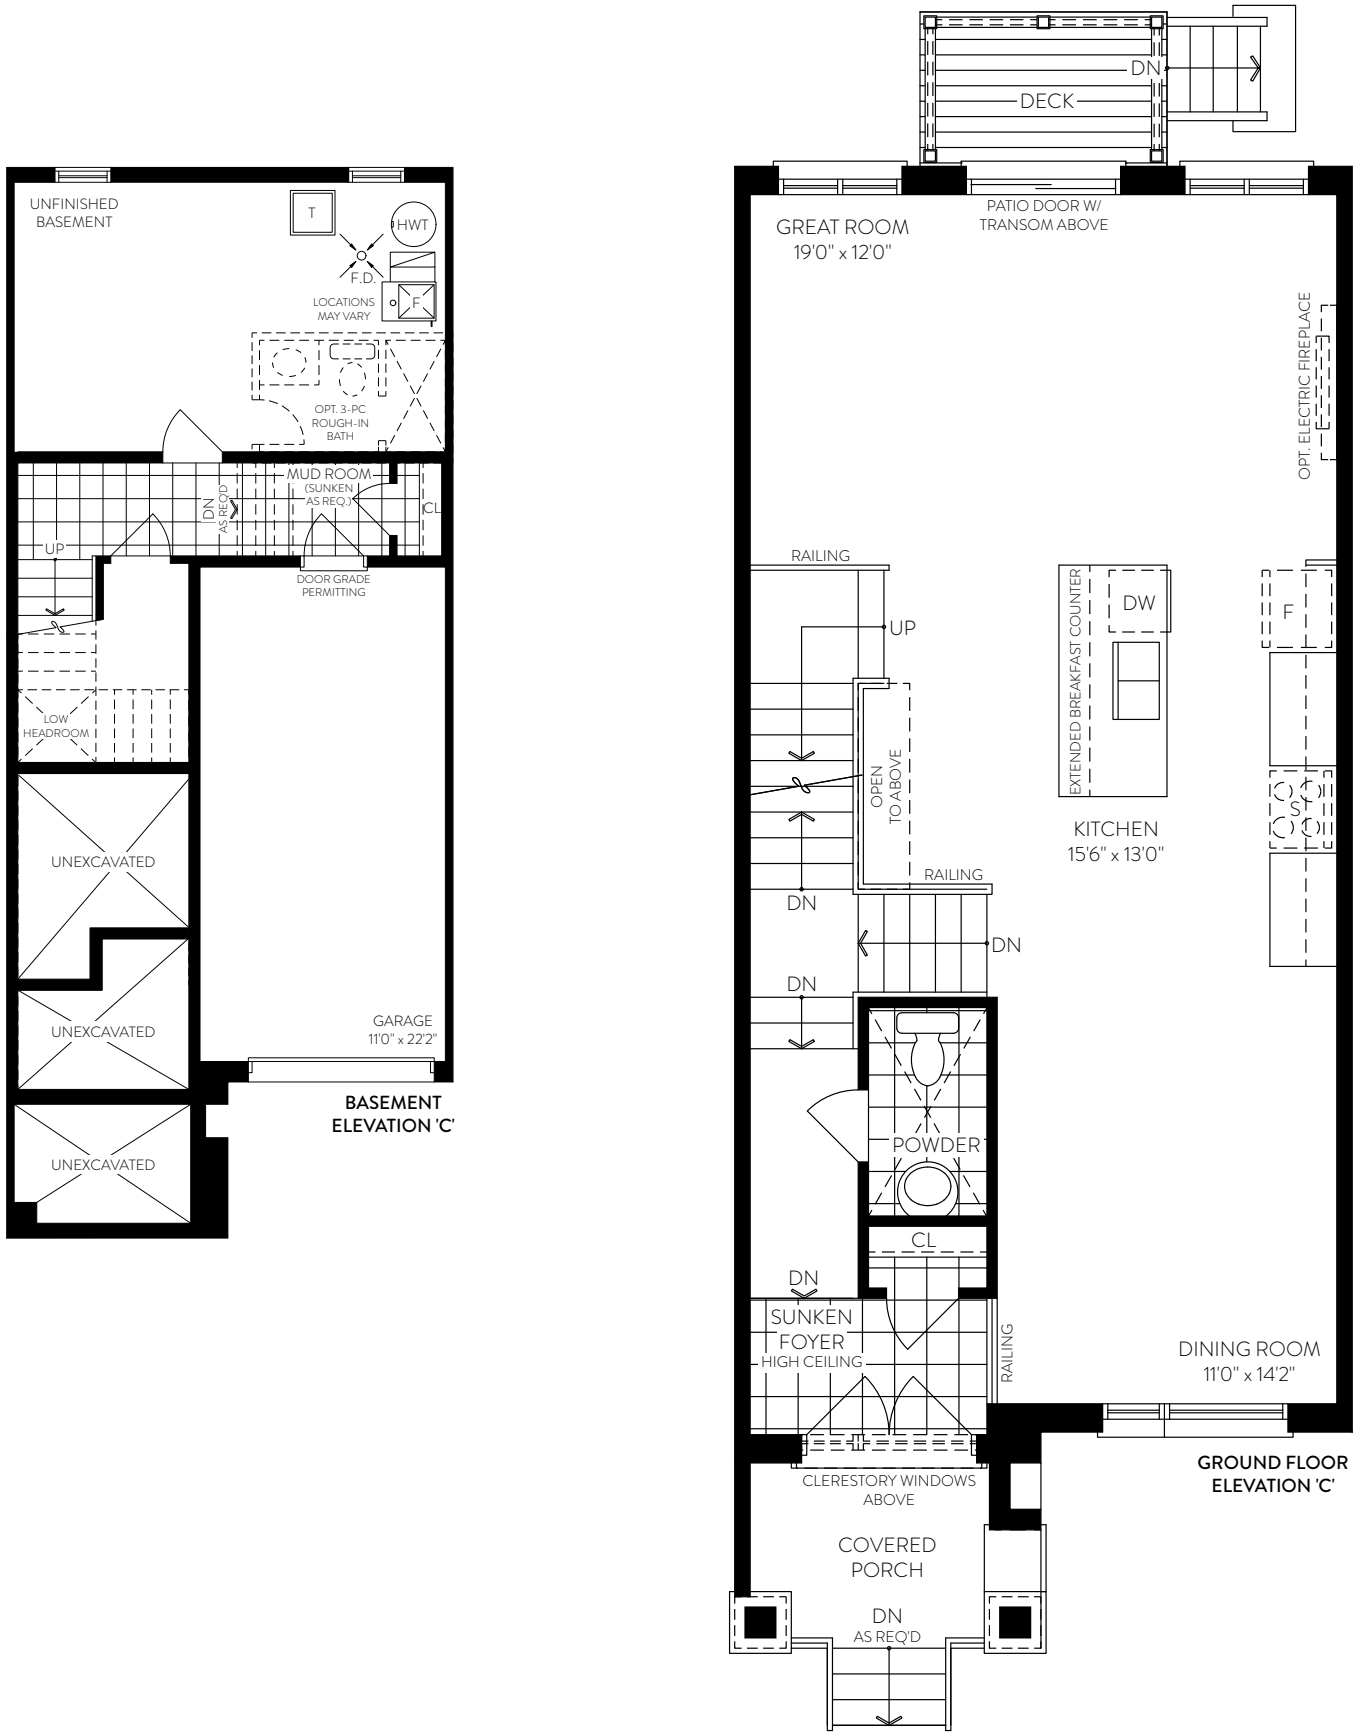 UNFINISHED
BASEMENT
T
HWT
F.D.
LOCATIONS
MAY VARY
F
OPT. 3-PC
ROUGH-IN
BATH
MUD ROOM
(SUNKEN
AS REQ.)
DN
AS REQ'D
CL
UP
DOOR GRADE
PERMITTING
LOW
HEADROOM
UNEXCAVATED
UNEXCAVATED
GARAGE
11'0" x 22'2"
BASEMENT
ELEVATION 'C'
UNEXCAVATED
DN
DECK
PATIO DOOR W/
TRANSOM ABOVE
GREAT ROOM
19'0" x 12'0"
OPT. ELECTRIC FIREPLACE
RAILING
UP
EXTENDED BREAKFAST COUNTER
DW
F
OPEN
TO ABOVE
S
KITCHEN
15'6" x 13'0"
RAILING
DN
DN
DN
POWDER
CL
DN
SUNKEN
FOYER
HIGH CEILING
RAILING
DINING ROOM
11'0" x 14'2"
GROUND FLOOR
ELEVATION 'C'
CLERESTORY WINDOWS
ABOVE
COVERED
PORCH
DN
AS REQ'D